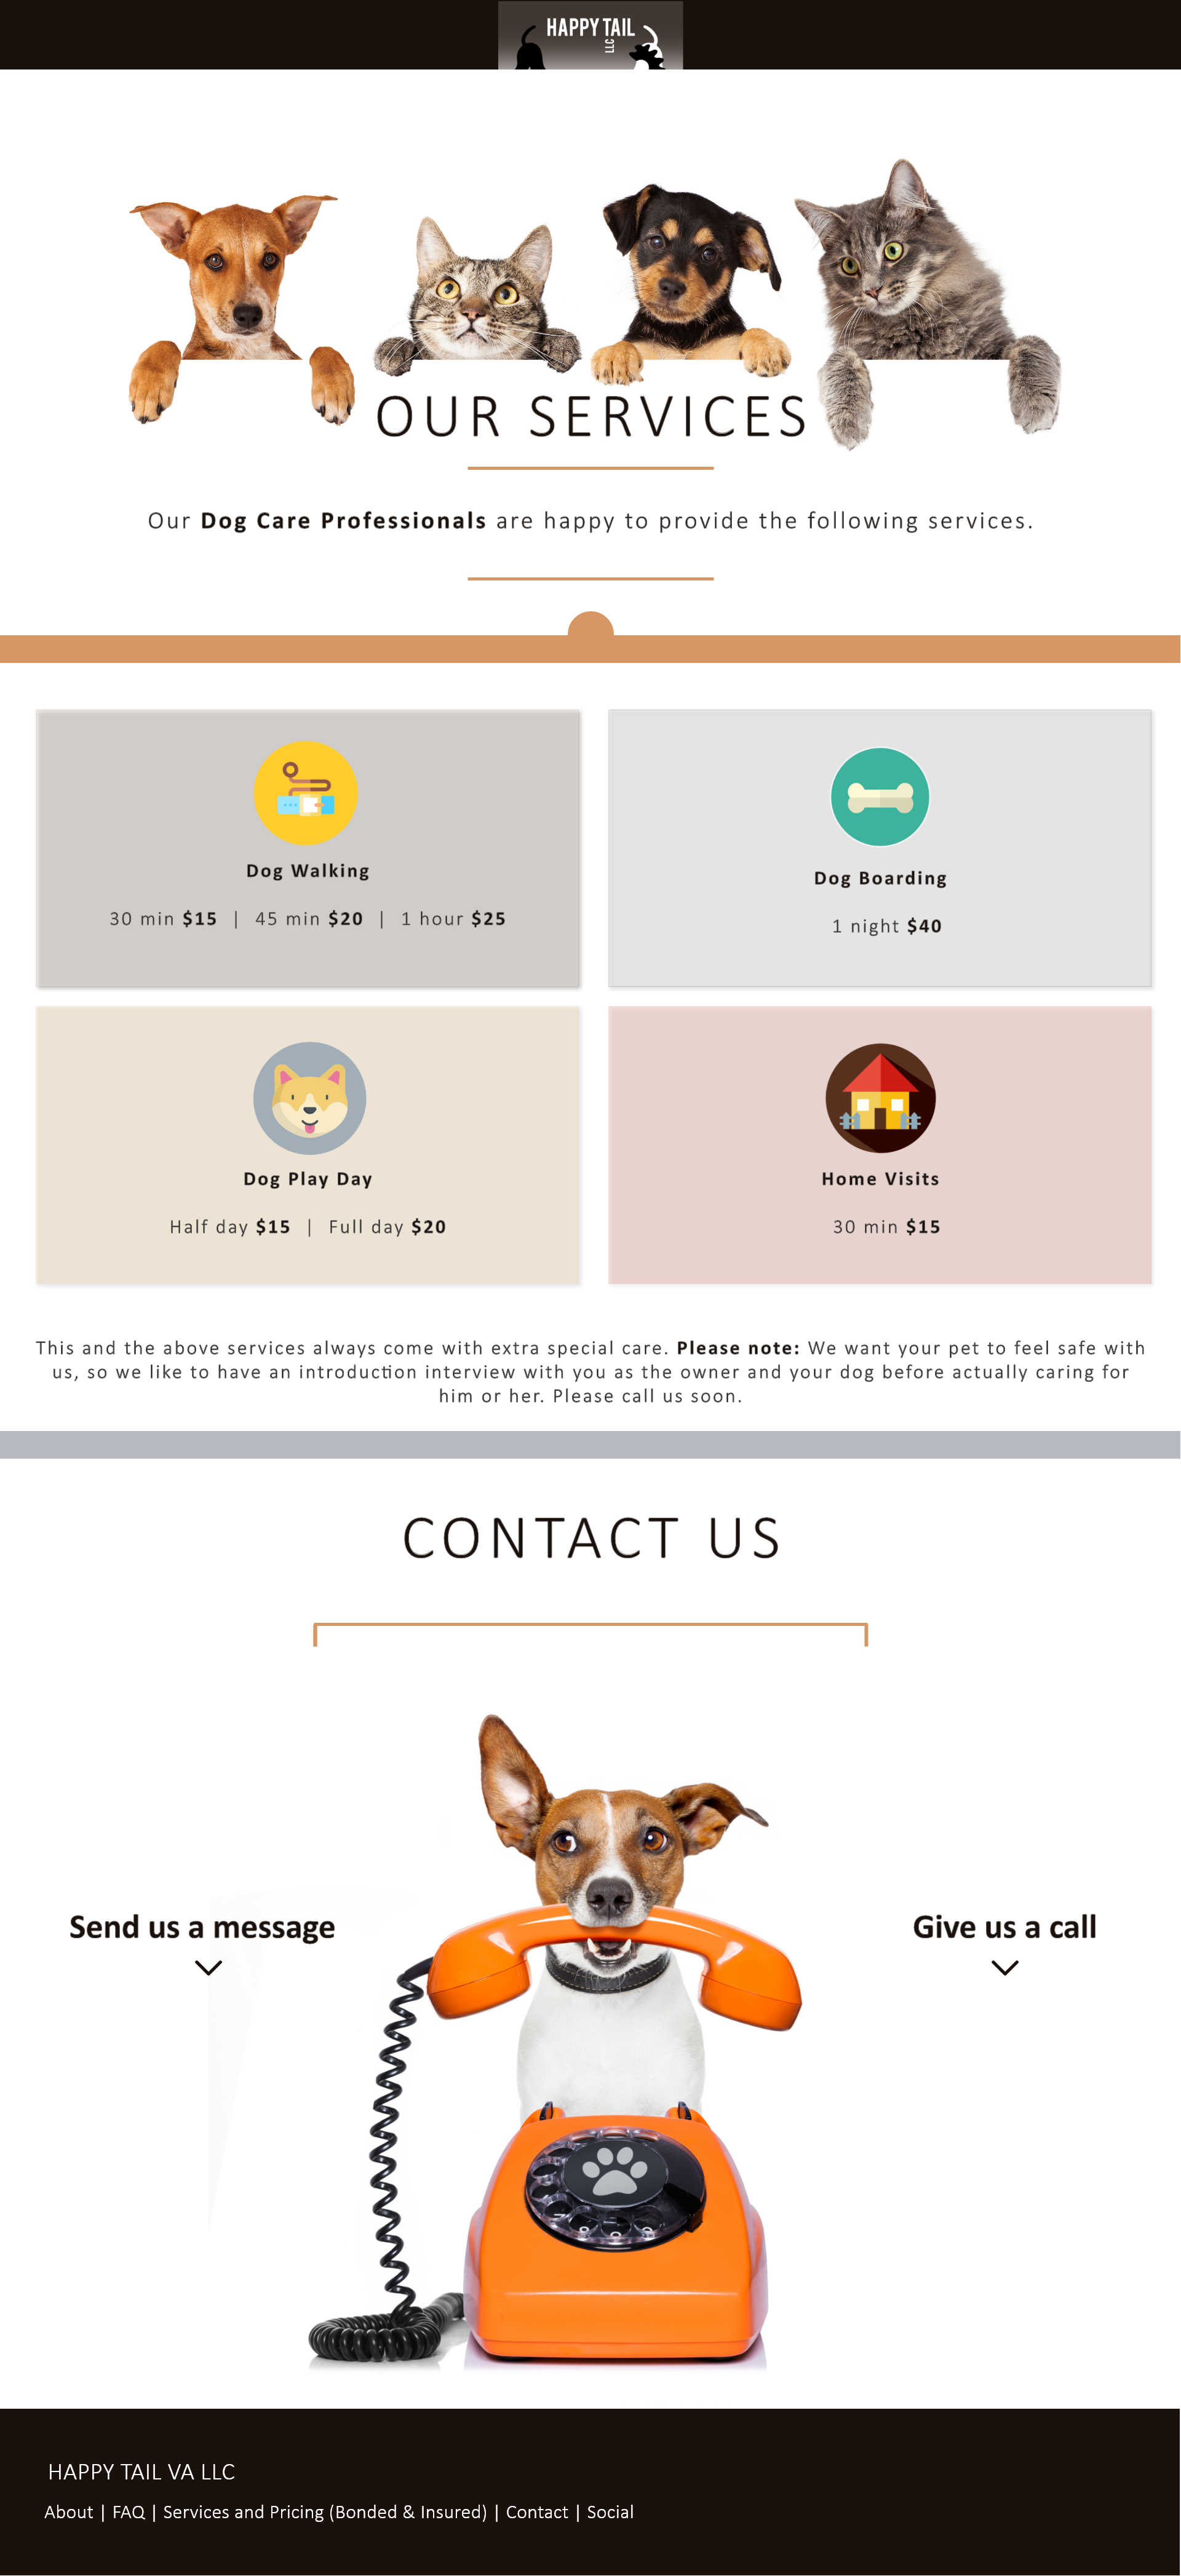 HAPPY TAIL
LLC
OUR SERVICES
Our Dog Care Professionals are happy to provide the following services.
Dog Walking
30 min $15 | 45 min $20 | 1 hour $25
Dog Boarding
1 night $40
Dog Play Day
Half day $15 | Full day $20
Home Visits
30 min $15
This and the above services always come with extra special care. Please note: We want your pet to feel safe with
us, so we like to have an introduction interview with you as the owner and your dog before actually caring for
him or her. Please call us soon.
CONTACT US
Send us a message
Give us a call
HAPPY TAIL VA LLC
About | FAQ | Services and Pricing (Bonded & Insured) | Contact | Social